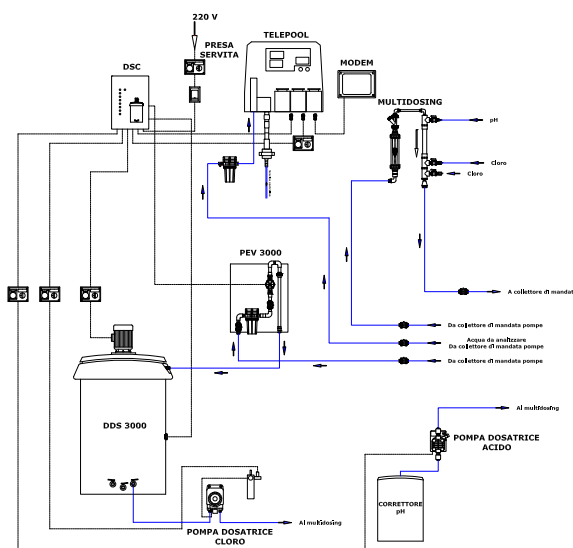 220 V
TELEPOOL
PRESA
SERVITA
DSC
MODEM
MULTIDOSING
pH
Cloro
Cloro
PEV 3000
A collettore di mandat
Da collettore di mandata pompe
Acqua da analizzare
Da collettore di mandata pompe
Da collettore di mandata pompe
DDS 3000
Al multidosing
POMPA DOSATRICE
ACIDO
CORRETTORE
pH
Al multidosing
POMPA DOSATRICE
CLORO